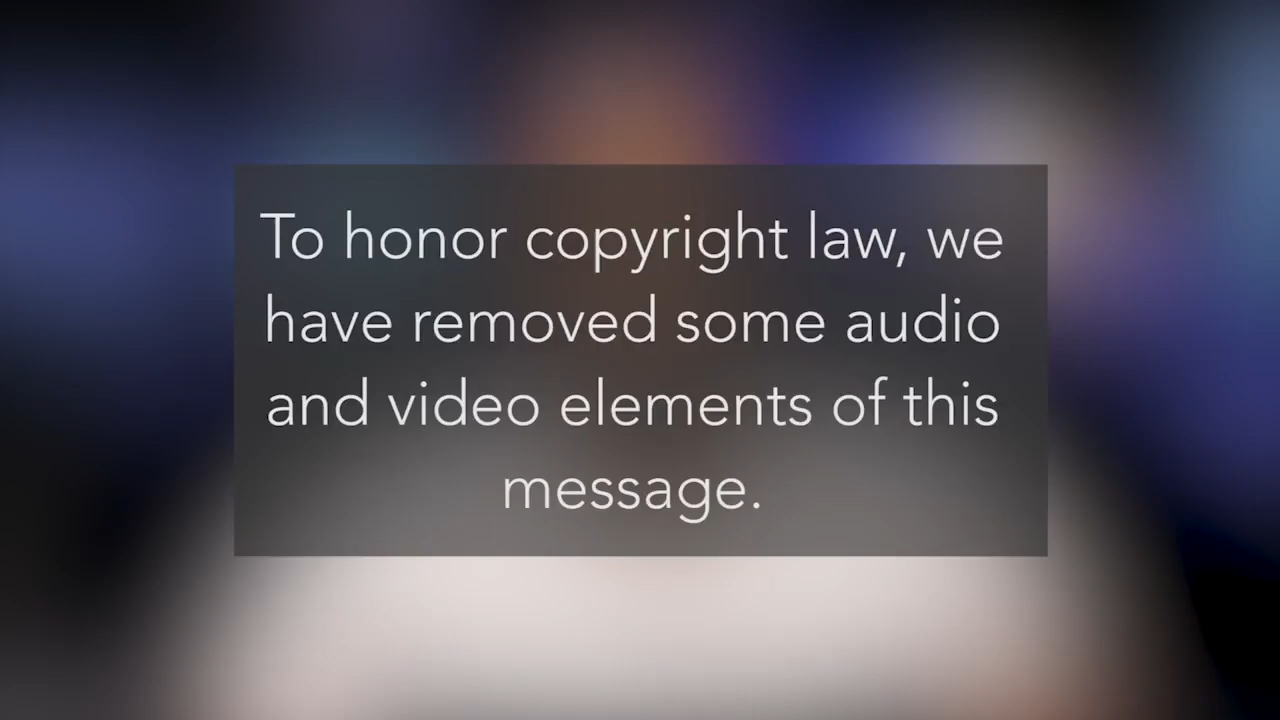 To honor copyright law, we
have removed some audio
and video elements of this
message.